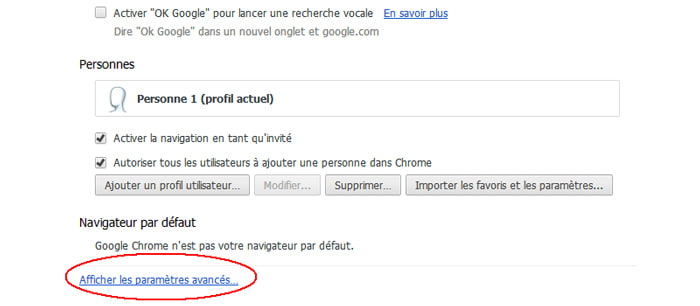 Activer "OK Google" pour lancer une recherche vocale En savoir plus
Dire "Ok Google" dans un nouvel onglet et google.com
Personnes
Personne 1 (profil actuel)
Activer la navigation en tant qu'invité
Autoriser tous les utilisateurs à ajouter une personne dans Chrome
Ajouter un profil utilisateur... Modifier... Supprimer... Importer les favoris et les paramètres...
Navigateur par défaut
Google Chrome n'est pas votre navigateur par défaut.
Afficher les paramètres avancés...